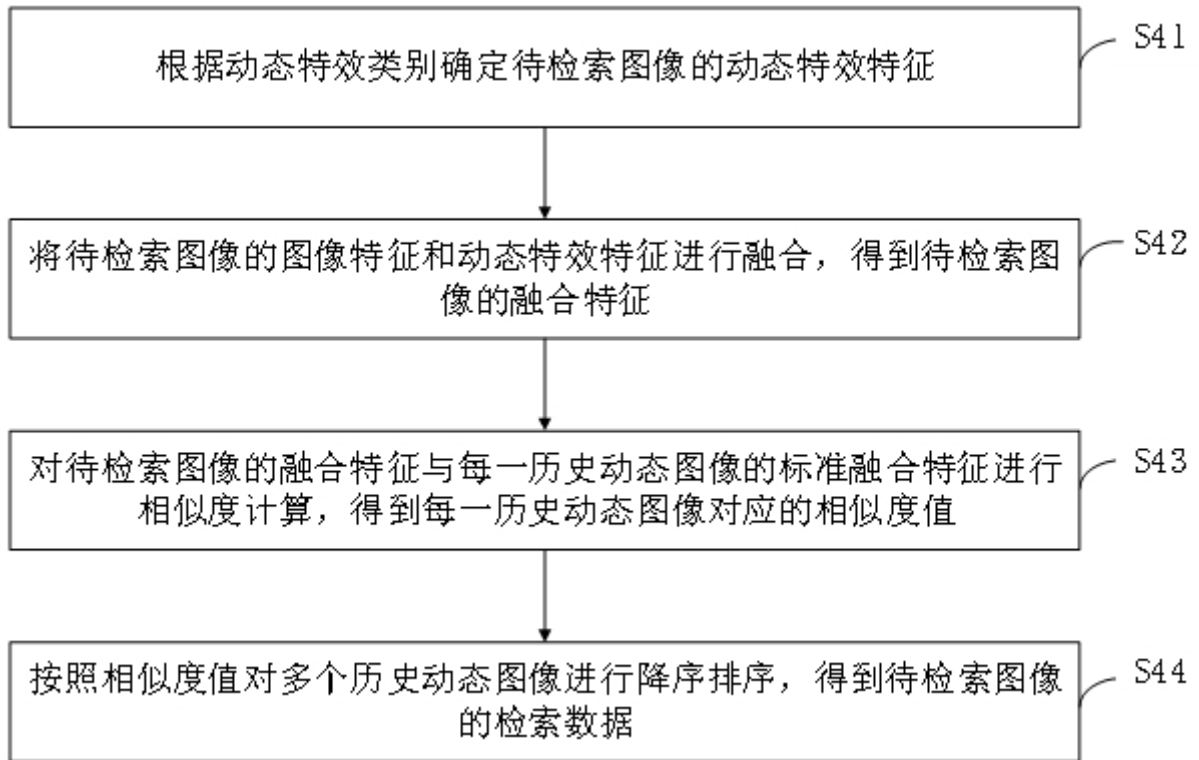 根据动态特效类别确定待检索图像的动态特效特征
S41
将待检索图像的图像特征和动态特效特征进行融合，得到待检索图
像的融合特征
S42
对待检索图像的融合特征与每一历史动态图像的标准融合特征进行
相似度计算，得到每一历史动态图像对应的相似度值
S43
按照相似度值对多个历史动态图像进行降序排序，得到待检索图像
的检索数据
S44